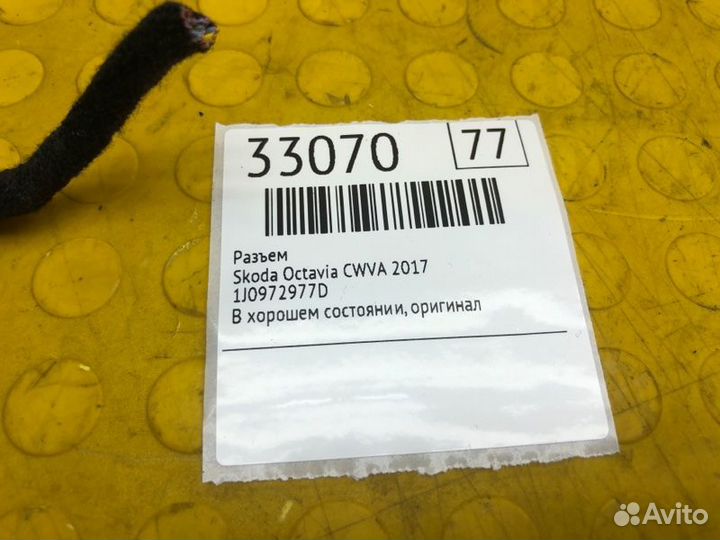 33070 77
Разъем
Skoda Octavia CWVA 2017
1J0972977D
В хорошем состоянии, оригинал
Avito